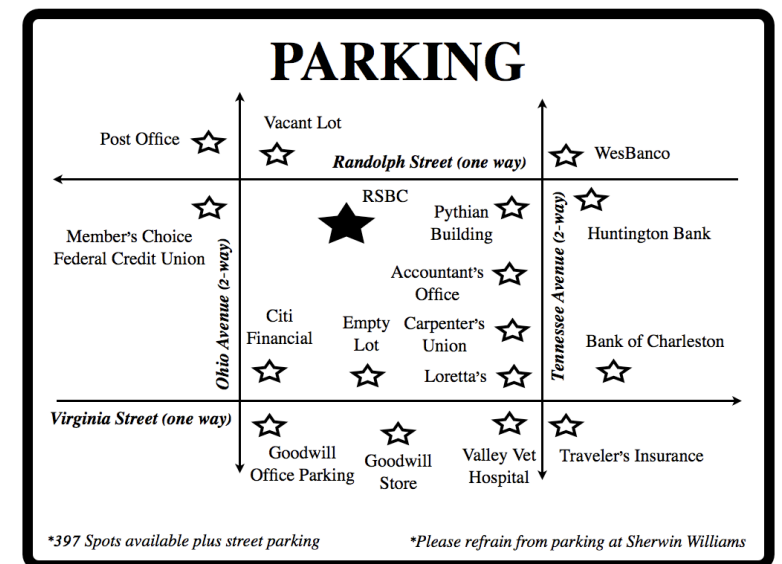 PARKING
Vacant Lot
Post Office
WesBanco
Randolph Street (one way)
RSBC
Pythian
Building
Huntington Bank
Member's Choice
Federal Credit Union
Ohio Avenue (2-way)
Tennessee Avenue (2-way)
Accountant's
Office
Citi
Financial
Empty
Lot
Carpenter's
Union
Bank of Charleston
Loretta's
Virginia Street (one way)
Goodwill
Office Parking
Goodwill
Store
Valley Vet
Hospital
Traveler's Insurance
*397 Spots available plus street parking
*Please refrain from parking at Sherwin Williams